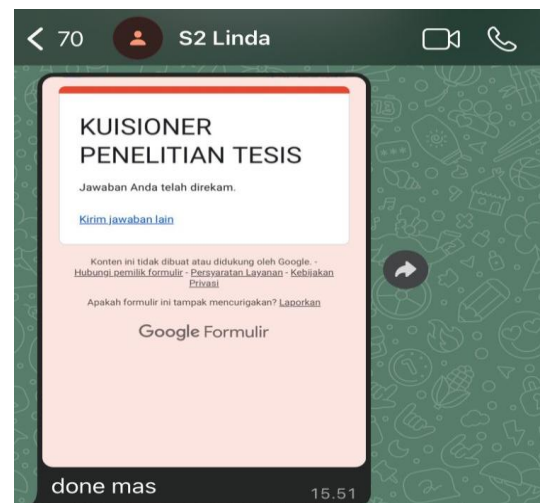 70 S2 Linda
KUISIONER
PENELITIAN TESIS
Jawaban Anda telah direkam.
Kirim jawaban lain
Konten ini tidak dibuat atau didukung oleh Google. -
Hubungi pemilik formulir - Persyaratan Layanan - Kebijakan
Privasi
Apakah formulir ini tampak mencurigakan? Laporkan
Google Formulir
done mas
15.51